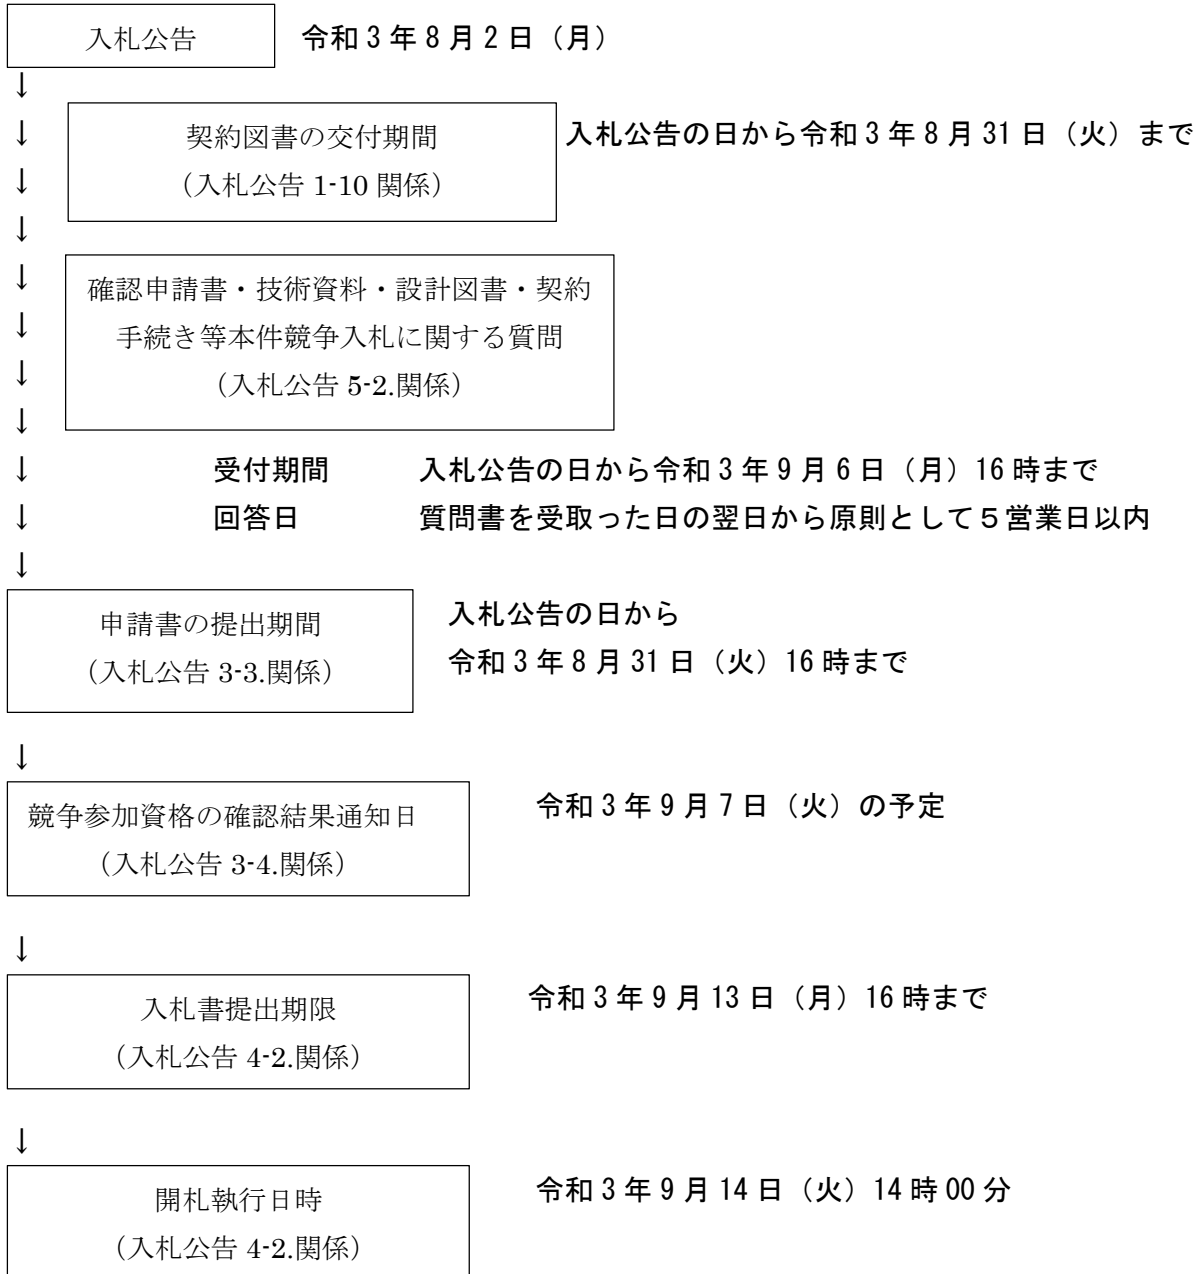 入札公告 令和3年8月2日（月）
↓
↓ 契約図書の交付期間 入札公告の日から令和3年8月31日（火）まで
↓ （入札公告 1-10 関係）
↓
↓ 確認申請書・技術資料・設計図書・契約
↓ 手続き等本件競争入札に関する質問
↓ （入札公告 5-2.関係）
↓
↓ 受付期間 入札公告の日から令和3年9月6日（月）16時まで
↓ 回答日 質問書を受取った日の翌日から原則として５営業日以内
↓
申請書の提出期間 入札公告の日から
（入札公告 3-3.関係） 令和3年8月31日（火）16時まで
↓
競争参加資格の確認結果通知日 令和3年9月7日（火）の予定
（入札公告 3-4.関係）
↓
入札書提出期限 令和3年9月13日（月）16時まで
（入札公告 4-2.関係）
↓
開札執行日時 令和3年9月14日（火）14時00分
（入札公告 4-2.関係）